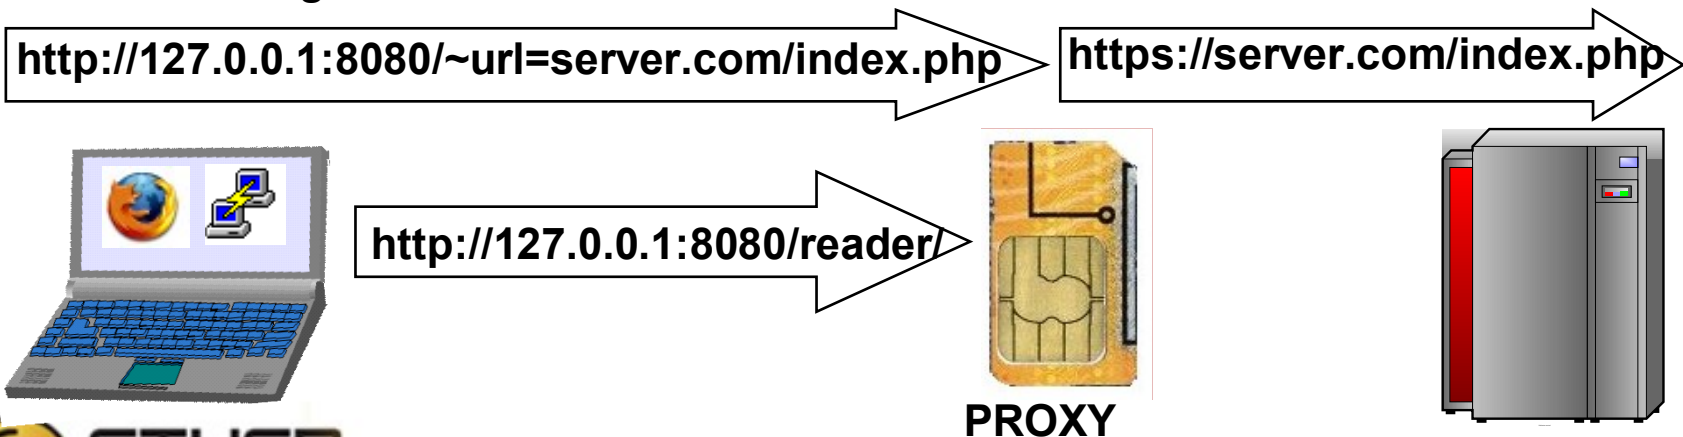 http://127.0.0.1:8080/~url=server.com/index.php
https://server.com/index.php
http://127.0.0.1:8080/reader/
PROXY